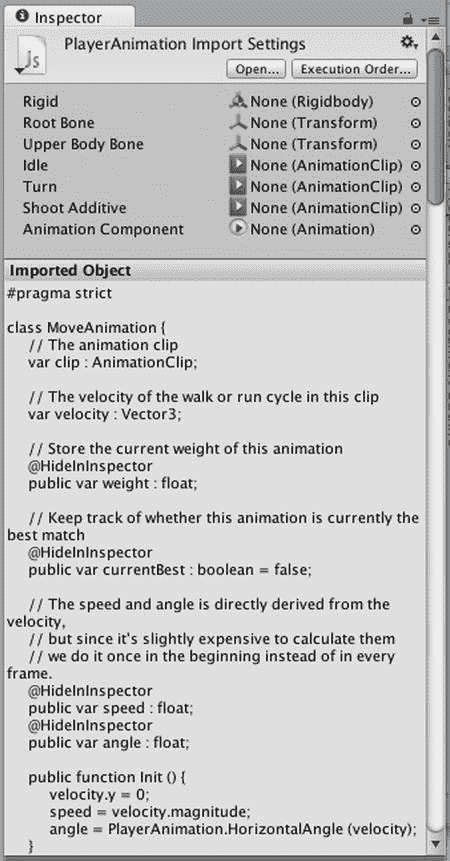 Inspector
PlayerAnimation Import Settings
Js
Open...
Execution Order...
Rigid None (Rigidbody)
Root Bone None (Transform)
Upper Body Bone None (Transform)
Idle None (AnimationClip)
Turn None (AnimationClip)
Shoot Additive None (AnimationClip)
Animation Component None (Animation)
Imported Object
#pragma strict
class MoveAnimation {
// The animation clip
var clip : AnimationClip;
// The velocity of the walk or run cycle in this clip
var velocity : Vector3;
// Store the current weight of this animation
@HideInInspector
public var weight : float;
// Keep track of whether this animation is currently the
best match
@HideInInspector
public var currentBest : boolean = false;
// The speed and angle is directly derived from the
velocity,
// but since it's slightly expensive to calculate them
// we do it once in the beginning instead of in every
frame.
@HideInInspector
public var speed : float;
@HideInInspector
public var angle : float;
public function Init () {
velocity.y = 0;
speed = velocity.magnitude;
angle = PlayerAnimation.HorizontalAngle (velocity);
}